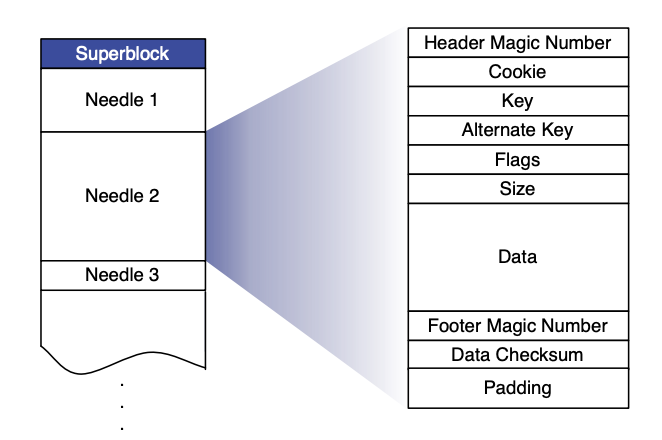 Superblock
Needle 1
Needle 2
Needle 3
Header Magic Number
Cookie
Key
Alternate Key
Flags
Size
Data
Footer Magic Number
Data Checksum
Padding